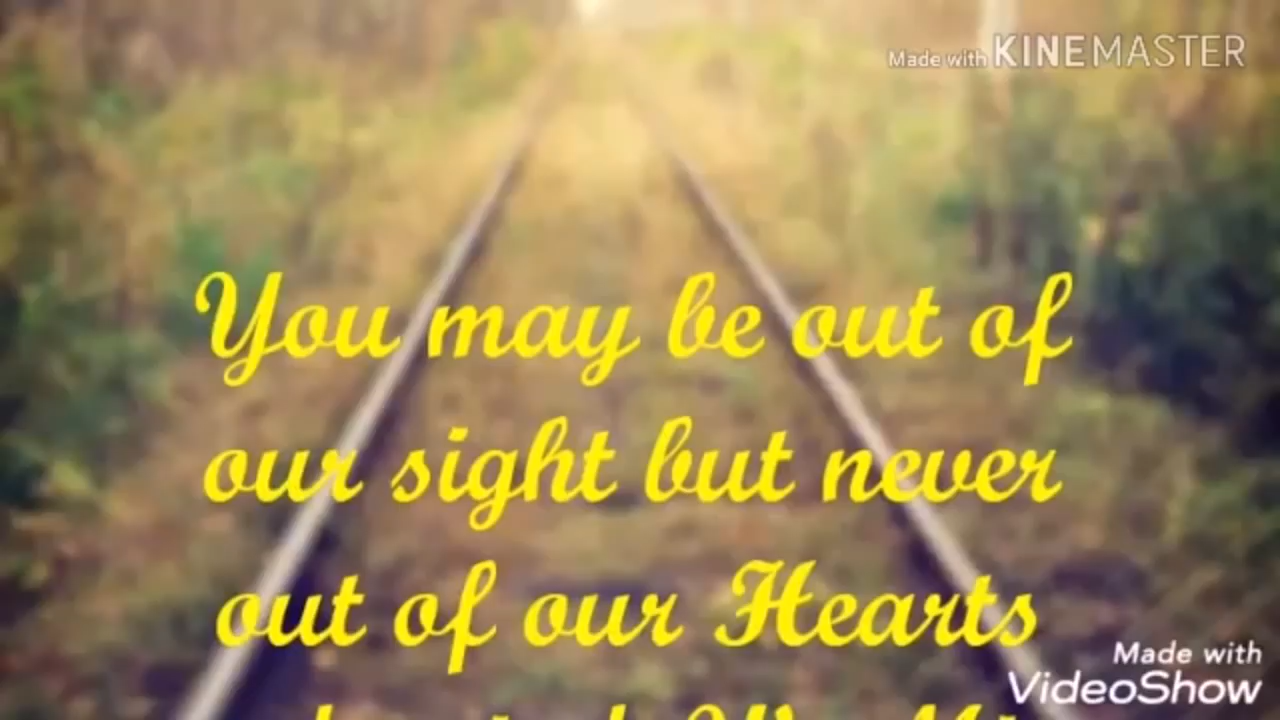 Made with KINEMASTER
You may be out of
our sight but never
out of our Hearts
Made with
VideoShow